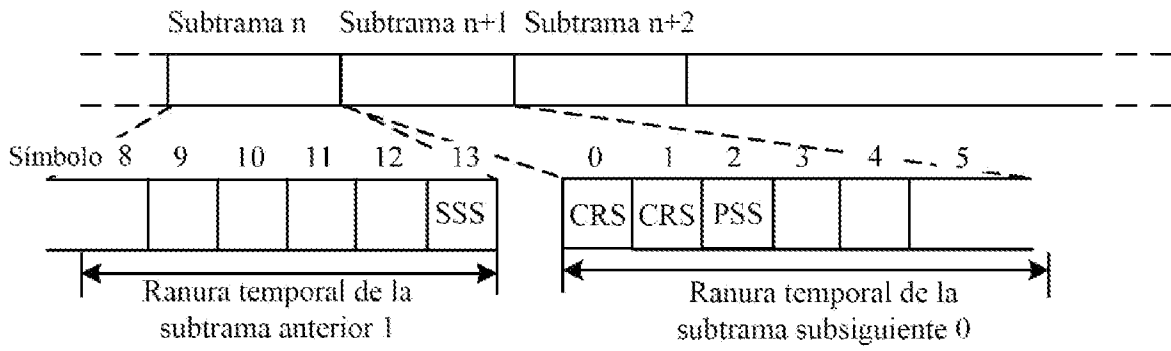 Subtrama n Subtrama n+1 Subtrama n+2
Símbolo 8 9 10 11 12 13 0 1 2 3 4 5
SSS CRS CRS PSS
Ranura temporal de la
subtrama anterior 1
Ranura temporal de la
subtrama subsiguiente 0